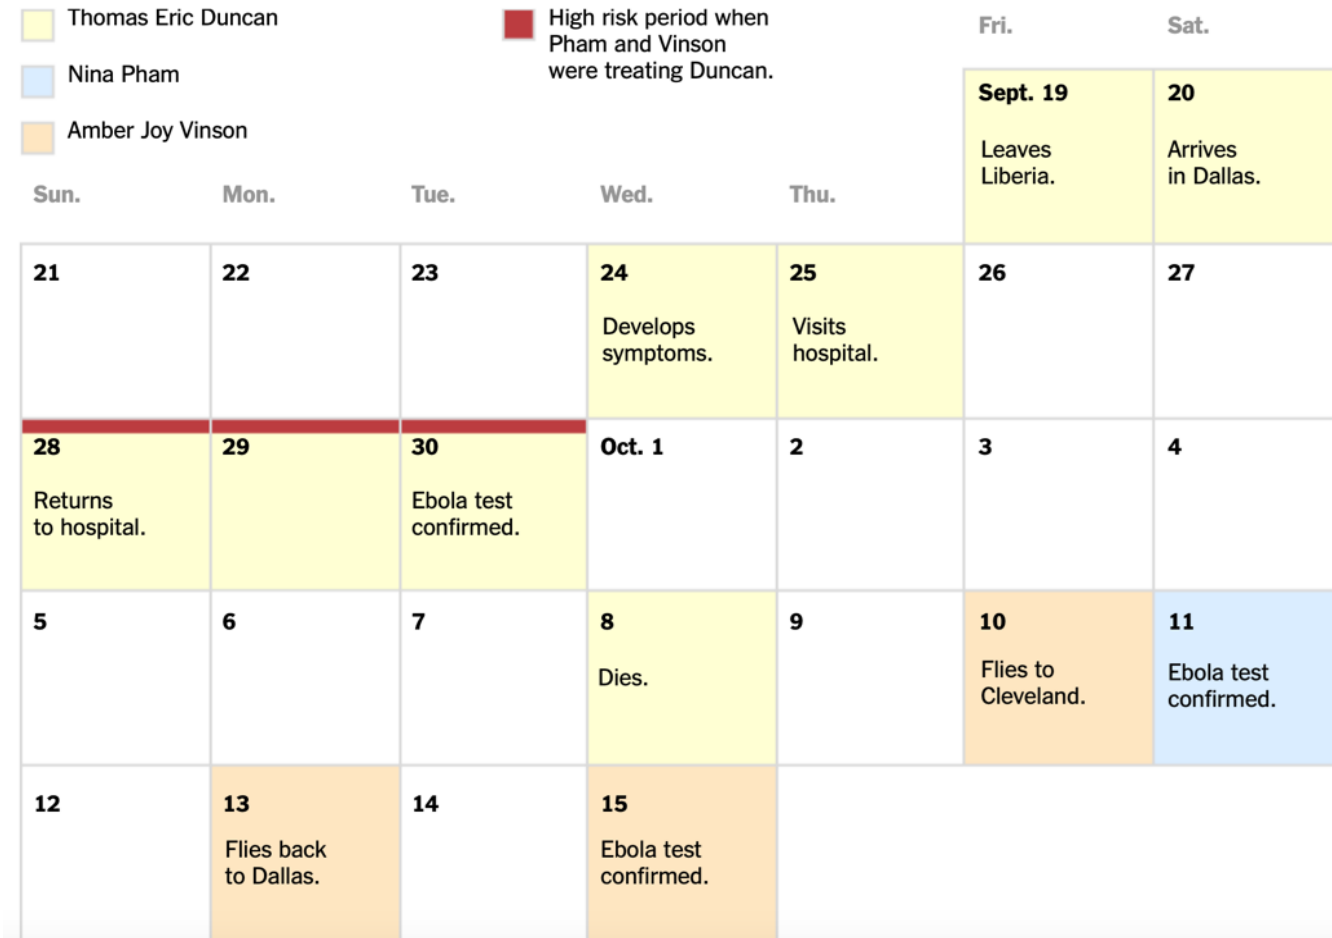 Thomas Eric Duncan
Nina Pham
Amber Joy Vinson
High risk period when
Pham and Vinson
were treating Duncan.
Sun.
Mon.
Tue.
Wed.
Thu.
Fri.
Sat.
Sept. 19
Leaves
Liberia.
20
Arrives
in Dallas.
21
22
23
24
Develops
symptoms.
25
Visits
hospital.
26
27
28
Returns
to hospital.
29
30
Ebola test
confirmed.
Oct. 1
2
3
4
5
6
7
8
Dies.
9
10
Flies to
Cleveland.
11
Ebola test
confirmed.
12
13
Flies back
to Dallas.
14
15
Ebola test
confirmed.